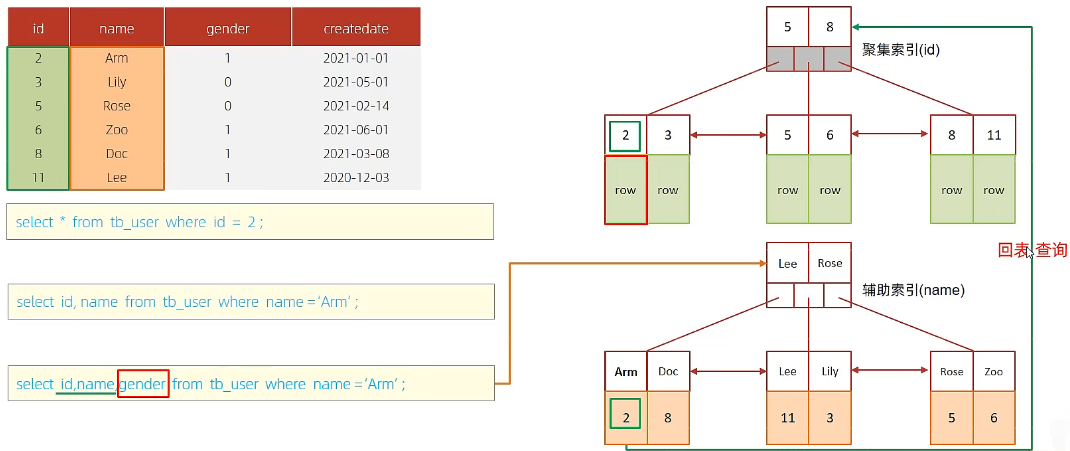 id name gender createdate
2 Arm 1 2021-01-01
3 Lily 0 2021-05-01
5 Rose 0 2021-02-14
6 Zoo 1 2021-06-01
8 Doc 1 2021-03-08
11 Lee 1 2020-12-03
select * from tb_user where id = 2 ;
select id, name from tb_user where name = 'Arm' ;
select id,name,gender from tb_user where name = 'Arm' ;
5 8
聚集索引(id)
2 3 5 6 8 11
row row row row row row
回表 查询
Lee Rose
辅助索引(name)
Arm Doc Lee Lily Rose Zoo
2 8 11 3 5 6